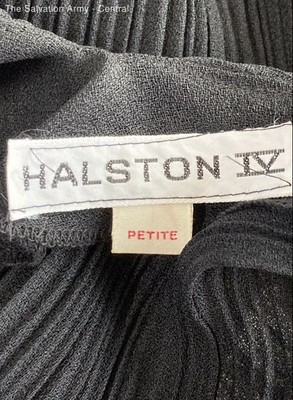 The Salvation Army - Central
HALSTON IV
PETITE